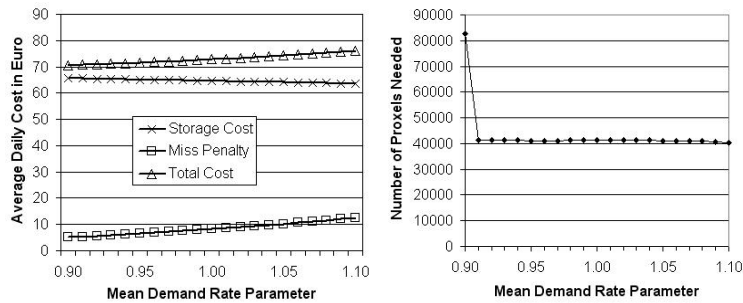 Average Daily Cost in Euro
90
80
70
60
50
40
30
20
10
0
Storage Cost
Miss Penalty
Total Cost
0.90 0.95 1.00 1.05 1.10
Mean Demand Rate Parameter
Number of Proxels Needed
90000
80000
70000
60000
50000
40000
30000
20000
10000
0
0.90 0.95 1.00 1.05 1.10
Mean Demand Rate Parameter